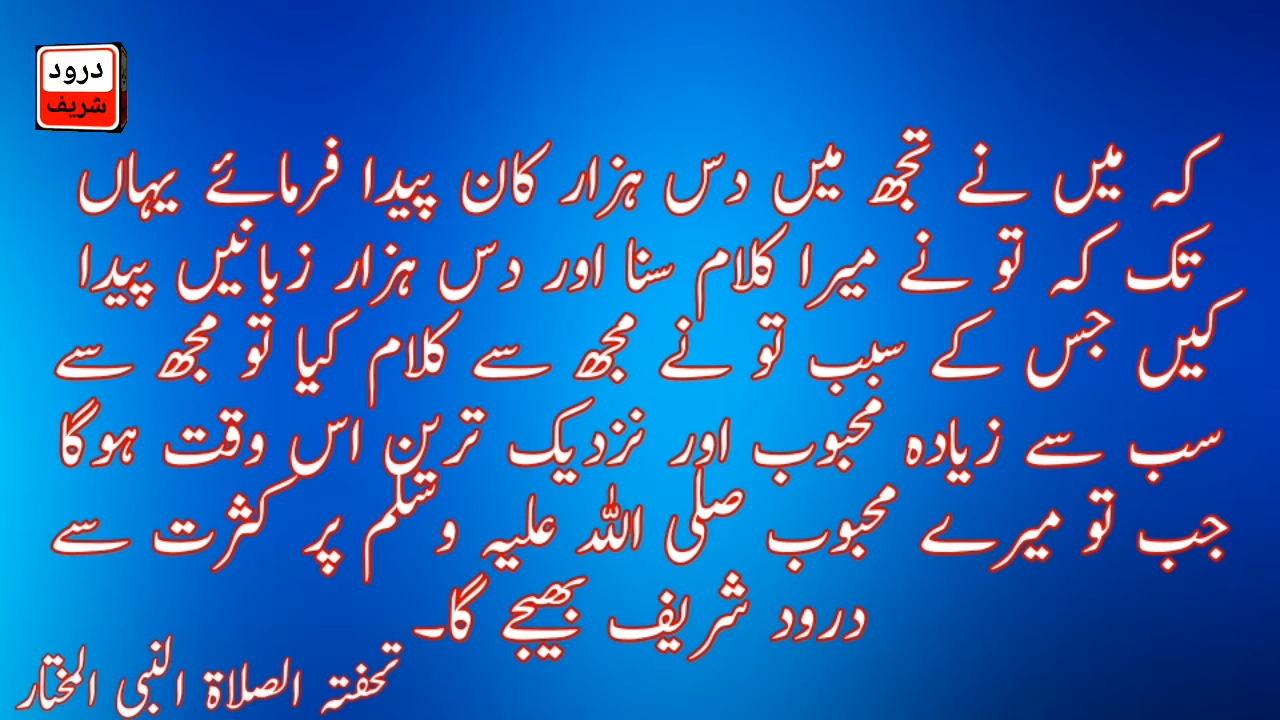 درود
شریف
کہ میں نے تجھ میں دس ہزار کان پیدا فرمائے یہاں
تک کہ تو نے میرا کلام سنا اور دس ہزار زبانیں پیدا
کیں جس کے سبب تو نے مجھ سے کلام کیا تو مجھ سے
سب سے زیادہ محبوب اور نزدیک ترین اس وقت ہوگا
جب تو میرے محبوب صلی اللہ علیہ وسلم پر کثرت سے
درود شریف بھیجے گا۔
تحفتہ الصلاۃ النبی المختار